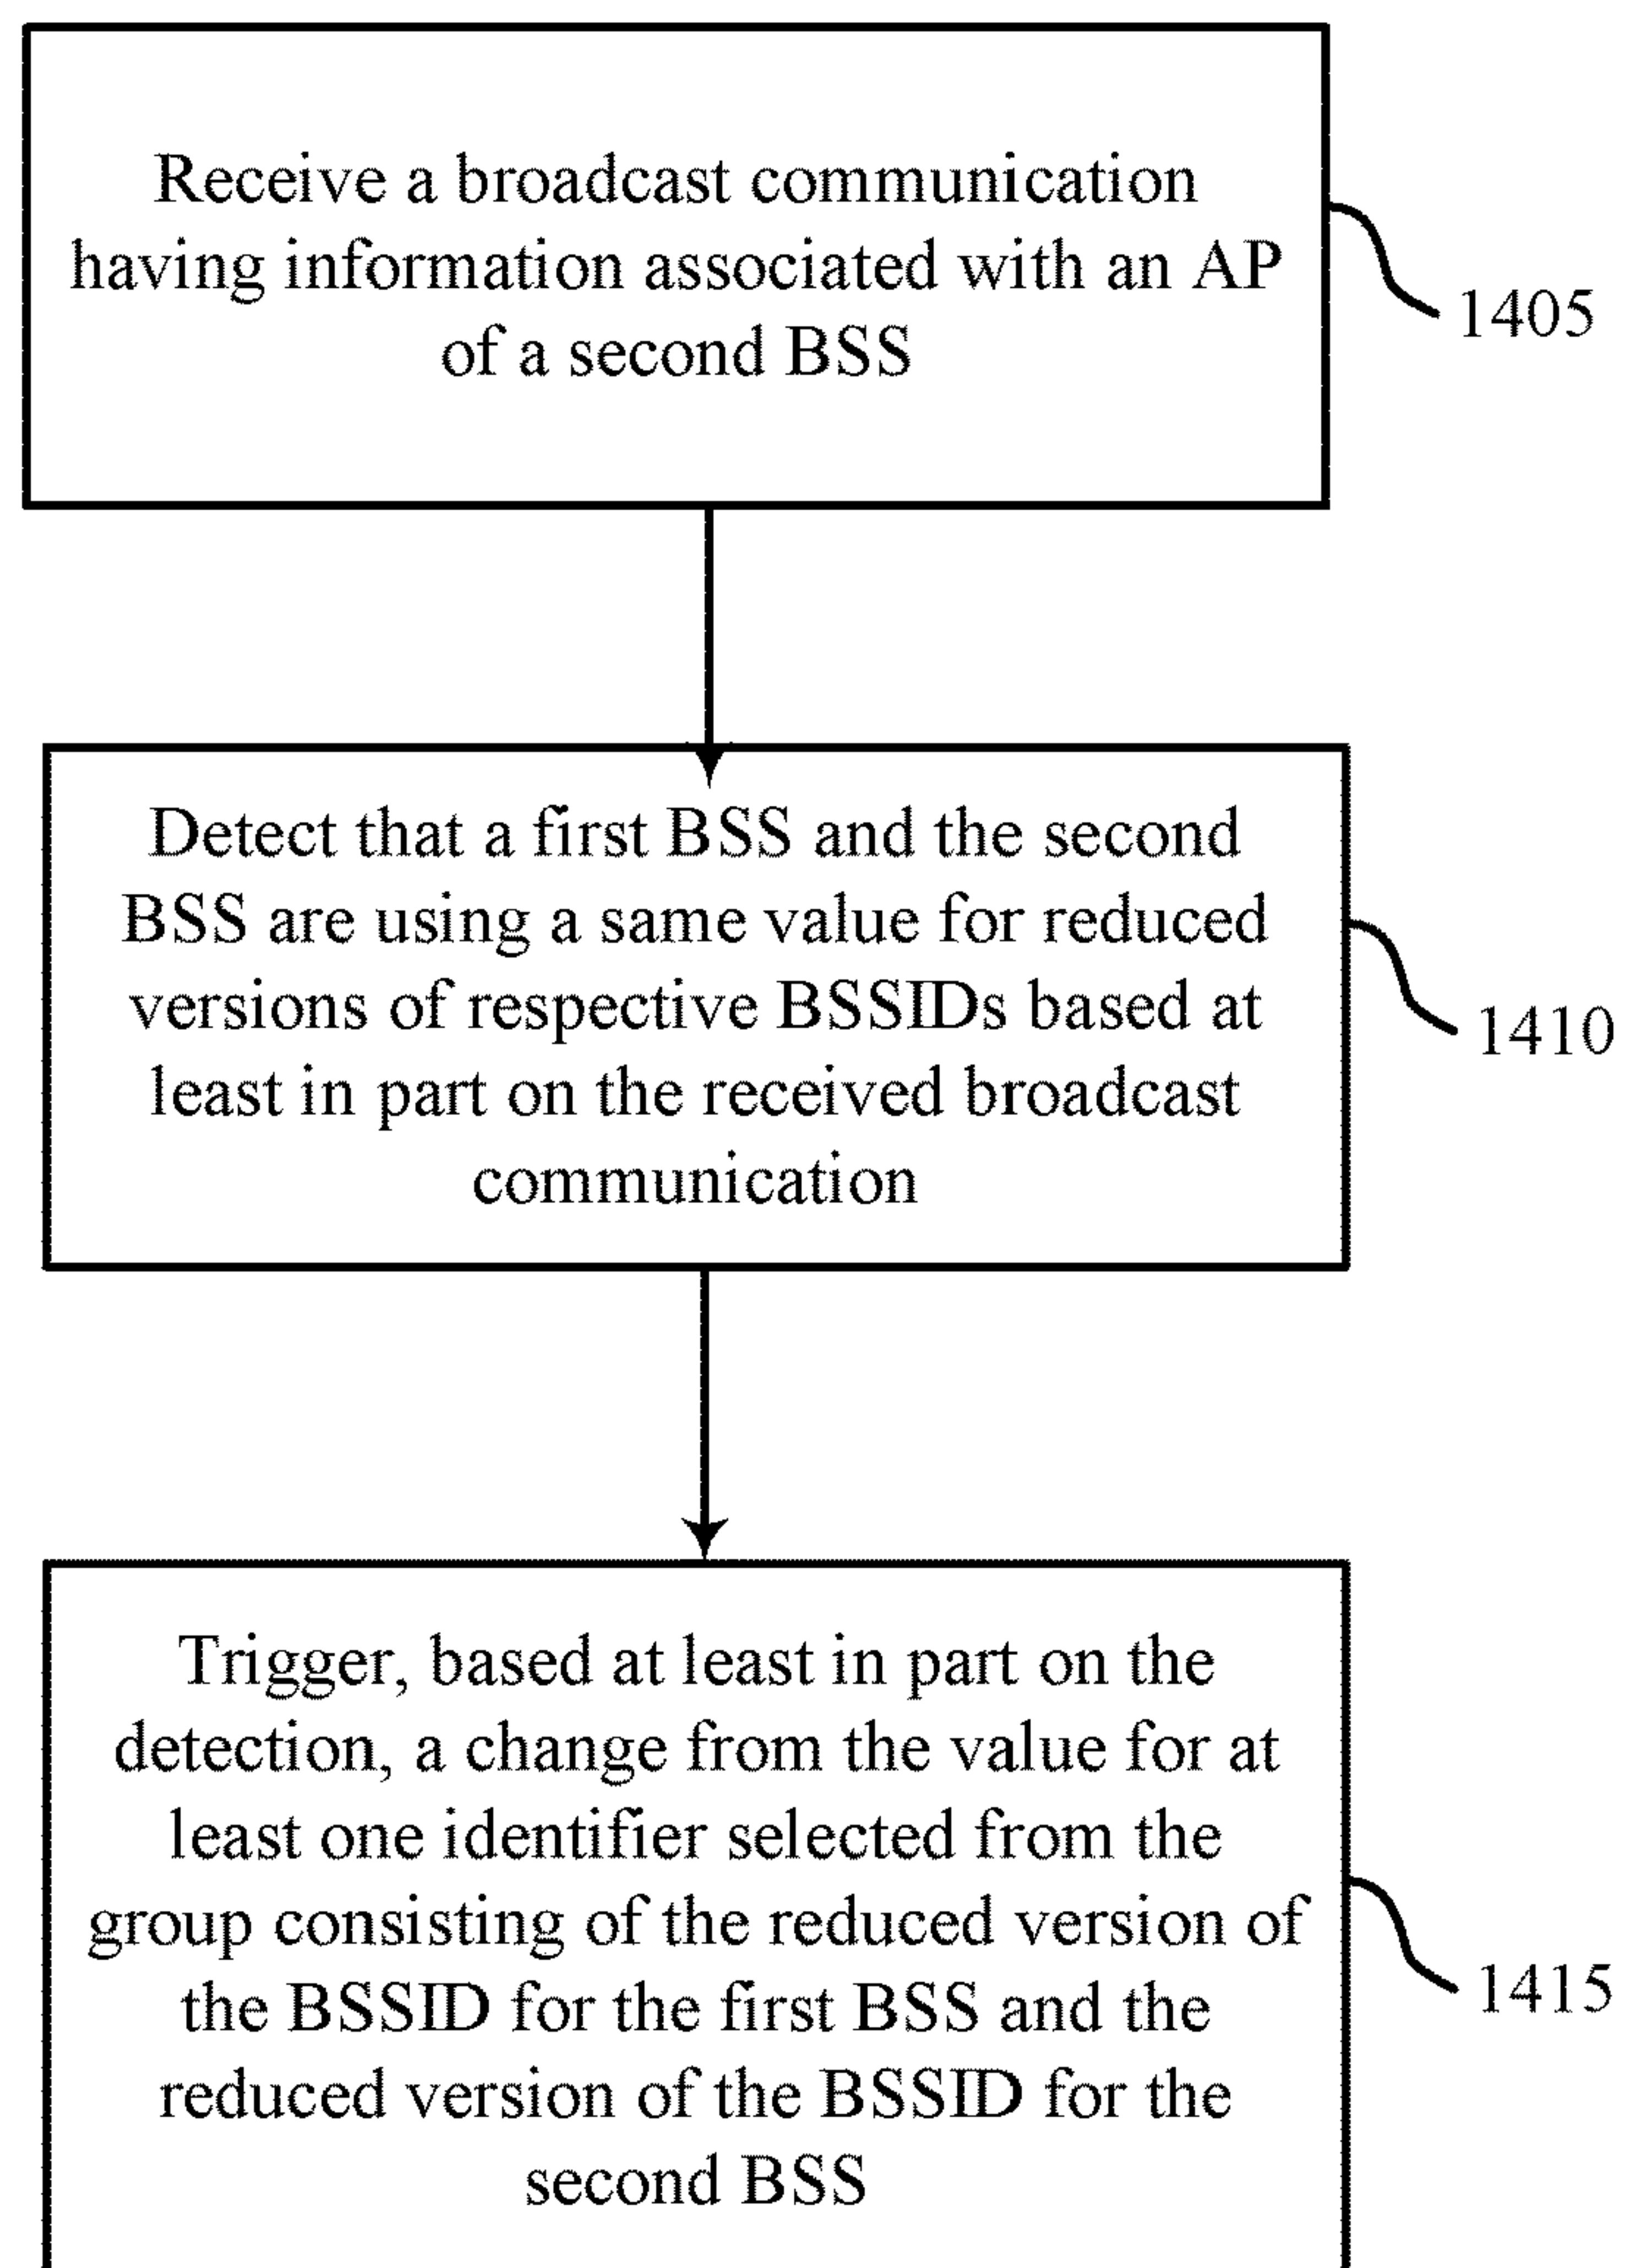 Receive a broadcast communication
having information associated with an AP
of a second BSS
1405
Detect that a first BSS and the second
BSS are using a same value for reduced
versions of respective BSSIDs based at
least in part on the received broadcast
communication
1410
Trigger, based at least in part on the
detection, a change from the value for at
least one identifier selected from the
group consisting of the reduced version of
the BSSID for the first BSS and the
reduced version of the BSSID for the
second BSS
1415